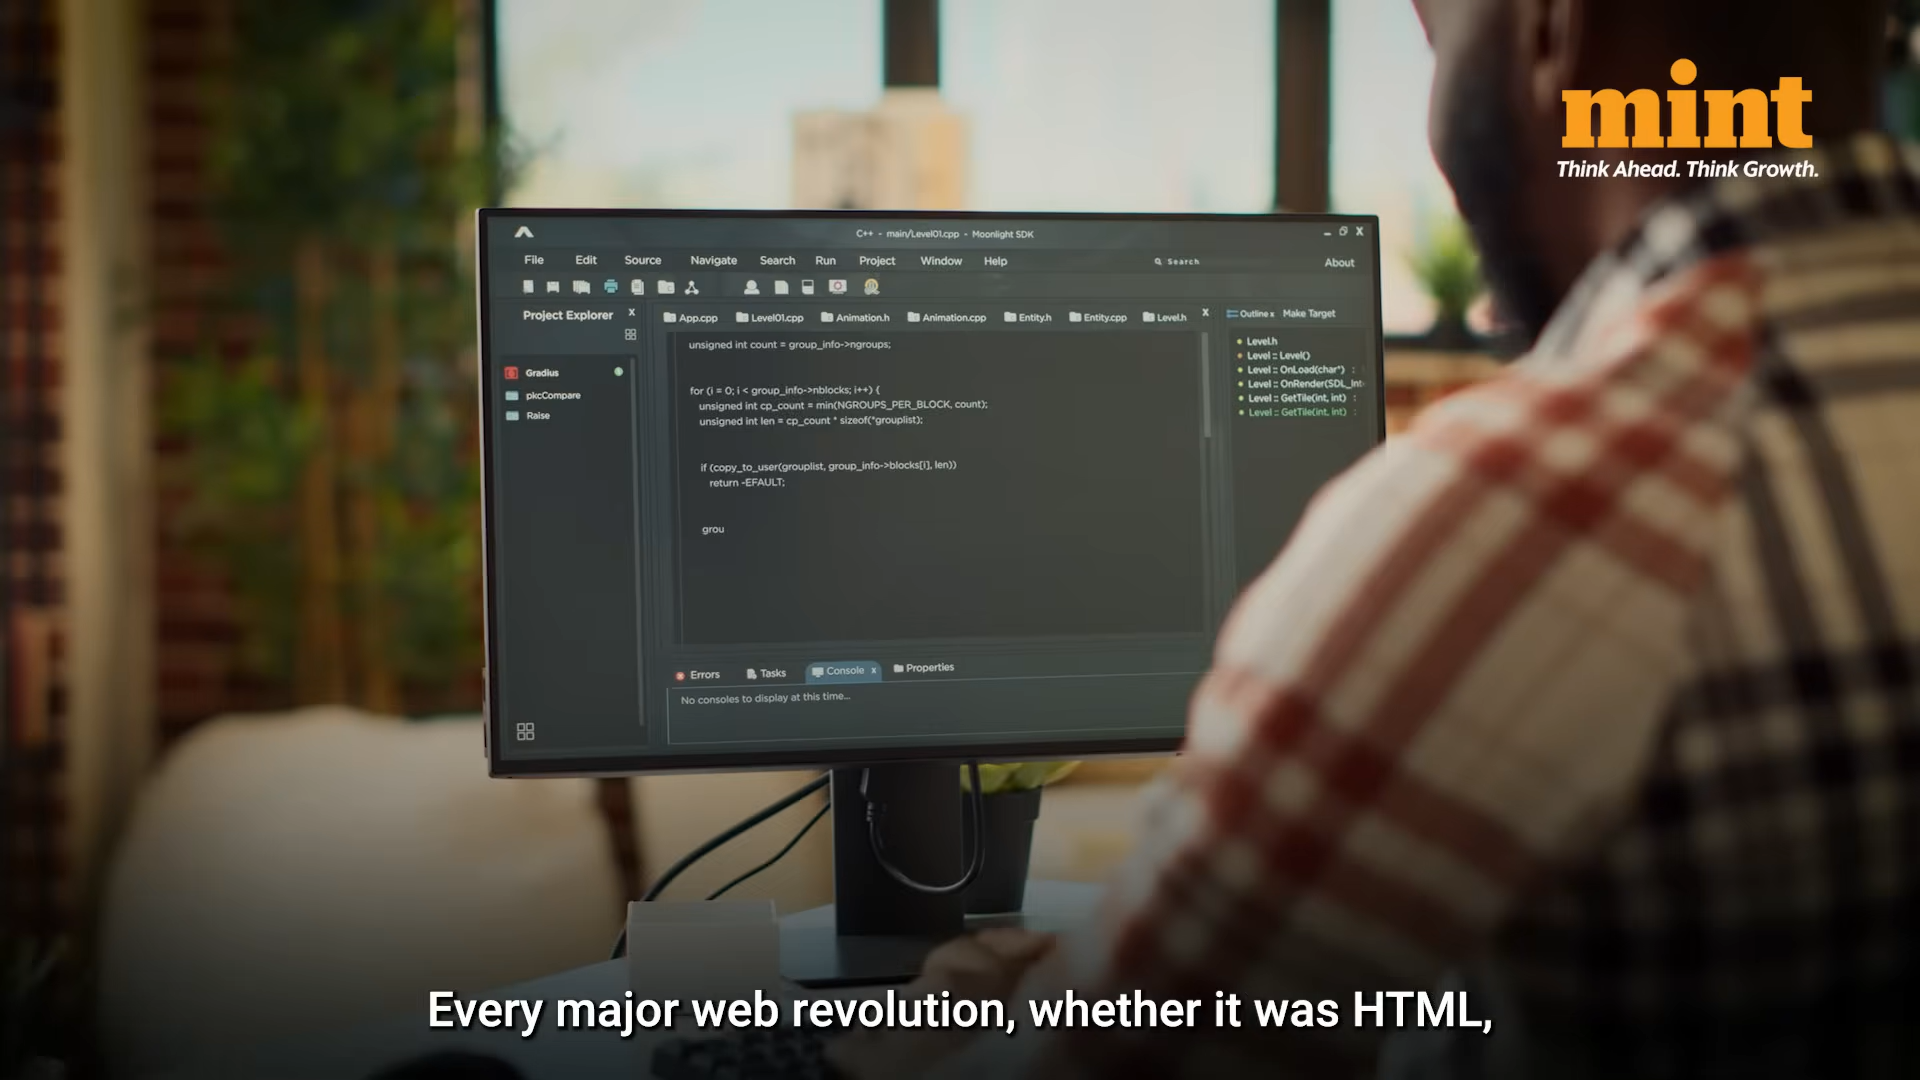 mint
Think Ahead. Think Growth.
C++ - main/Level01.cpp - Moonlight SDK
File Edit Source Navigate Search Run Project Window Help Search About
Project Explorer x
App.cpp Level01.cpp Animation.h Animation.cpp Entity.h Entity.cpp Level.h x
Outline x Make Target
Gradius
pkcCompare
Raise
unsigned int count = group_info->ngroups;
for (i = 0; i < group_info->nblocks; i++) {
unsigned int cp_count = min(NGROUPS_PER_BLOCK, count);
unsigned int len = cp_count * sizeof(*grouplist);
if (copy_to_user(grouplist, group_info->blocks[i], len))
return -EFAULT;
grou
Level.h
Level :: Level()
Level :: OnLoad(char*) :
Level :: OnRender(SDL_Int
Level :: GetTile(int, int) :
Level :: GetTile(int, int) :
Errors Tasks Console x Properties
No consoles to display at this time...
Every major web revolution, whether it was HTML,